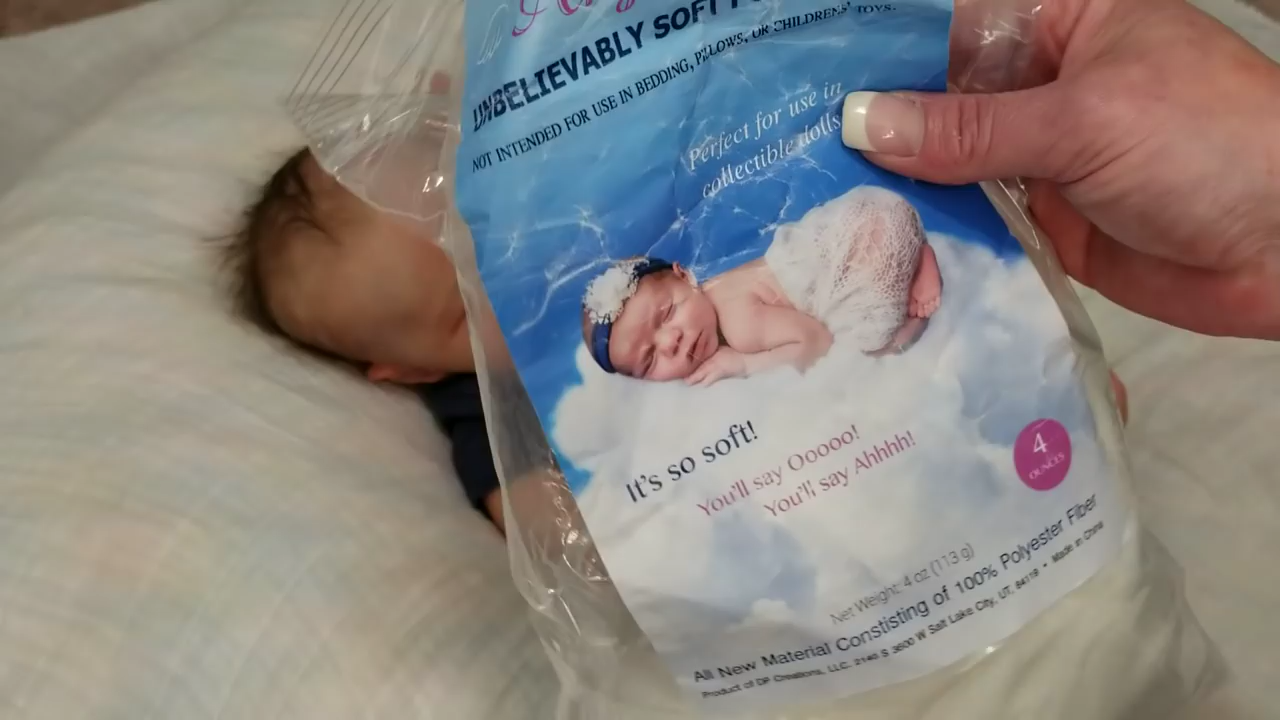 UNBELIEVABLY SOFT
NOT INTENDED FOR USE IN BEDDING, PILLOWS, OR CHILDRENS' TOYS.
Perfect for use in
collectible dolls
It's so soft!
You'll say Ooooo!
You'll say Ahhhh!
4
OUNCES
Net Weight: 4 oz (113 g)
All New Material Constisting of 100% Polyester Fiber
Product of DP Creations, LLC. 2140 S 3600 W Salt Lake City, UT, 84119 • Made in China